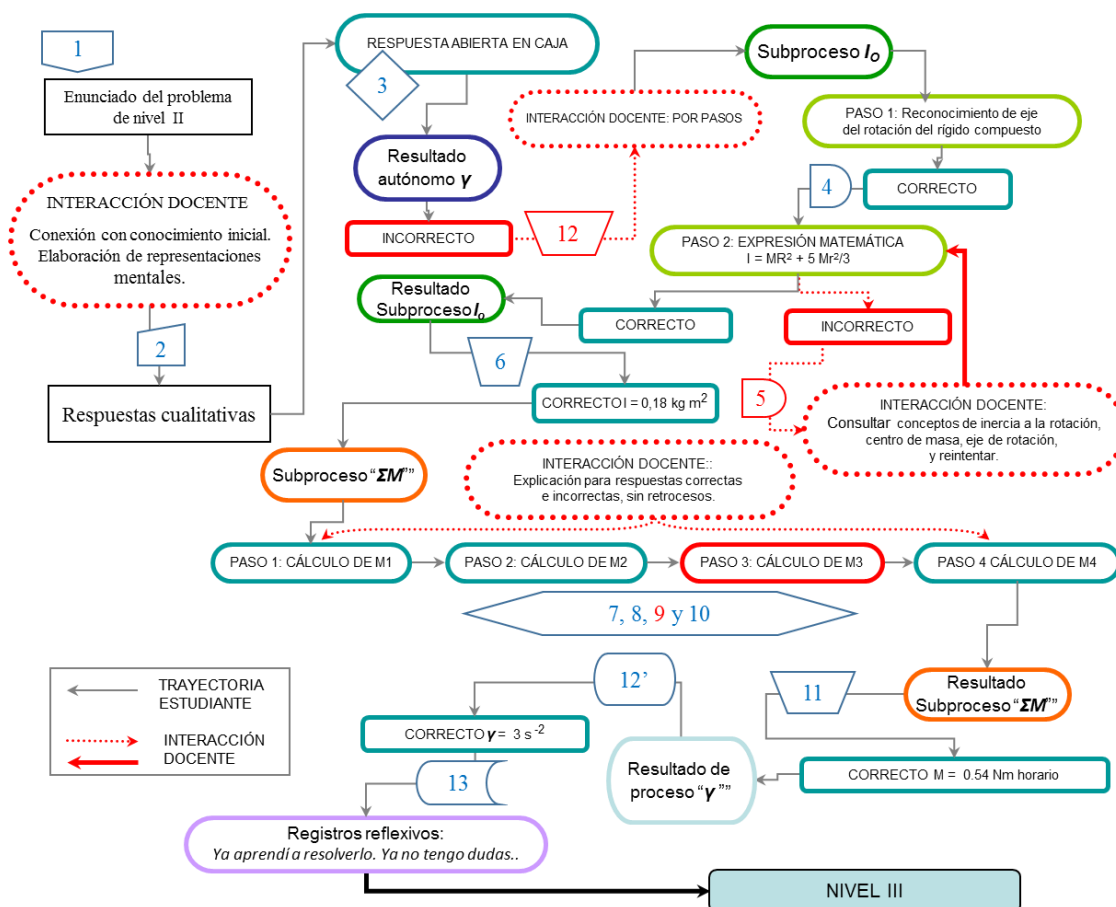 1
Enunciado del problema
de nivel II
INTERACCIÓN DOCENTE
Conexión con conocimiento inicial.
Elaboración de representaciones
mentales.
2
Respuestas cualitativas
RESPUESTA ABIERTA EN CAJA
3
Resultado
autónomo γ
INCORRECTO
12
INTERACCIÓN DOCENTE: POR PASOS
Subproceso Io
PASO 1: Reconocimiento de eje
del rotación del rígido compuesto
CORRECTO
4
PASO 2: EXPRESIÓN MATEMÁTICA
I = MR² + 5 Mr²/3
CORRECTO
INCORRECTO
5
INTERACCIÓN DOCENTE:
Consultar conceptos de inercia a la rotación,
centro de masa, eje de rotación,
y reintentar.
Resultado
Subproceso Io
6
CORRECTO I = 0,18 kg m²
Subproceso “ΣM””
INTERACCIÓN DOCENTE::
Explicación para respuestas correctas
e incorrectas, sin retrocesos.
PASO 1: CÁLCULO DE M1
PASO 2: CÁLCULO DE M2
PASO 3: CÁLCULO DE M3
PASO 4 CÁLCULO DE M4
7, 8, 9 y 10
Resultado
Subproceso “ΣM””
11
CORRECTO M = 0.54 Nm horario
Resultado de
proceso “γ””
12’
CORRECTO γ = 3 s⁻²
13
Registros reflexivos:
Ya aprendí a resolverlo. Ya no tengo dudas..
NIVEL III
TRAYECTORIA
ESTUDIANTE
INTERACCIÓN
DOCENTE